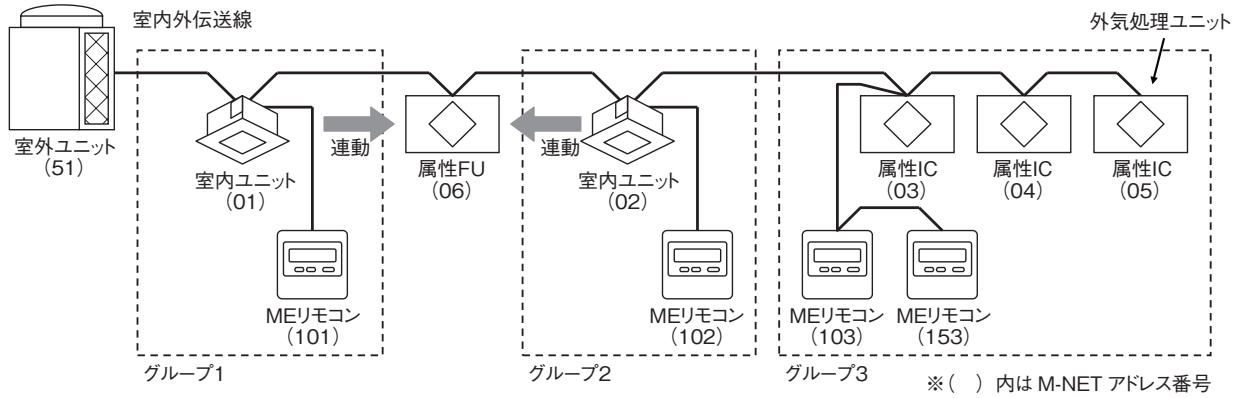 室内外伝送線
外気処理ユニット
室外ユニット
(51)
室内ユニット
(01)
連動
属性FU
(06)
連動
室内ユニット
(02)
属性IC
(03)
属性IC
(04)
属性IC
(05)
MEリモコン
(101)
MEリモコン
(102)
MEリモコン
(103)
MEリモコン
(153)
グループ1
グループ2
グループ3
※( ) 内は M-NET アドレス番号